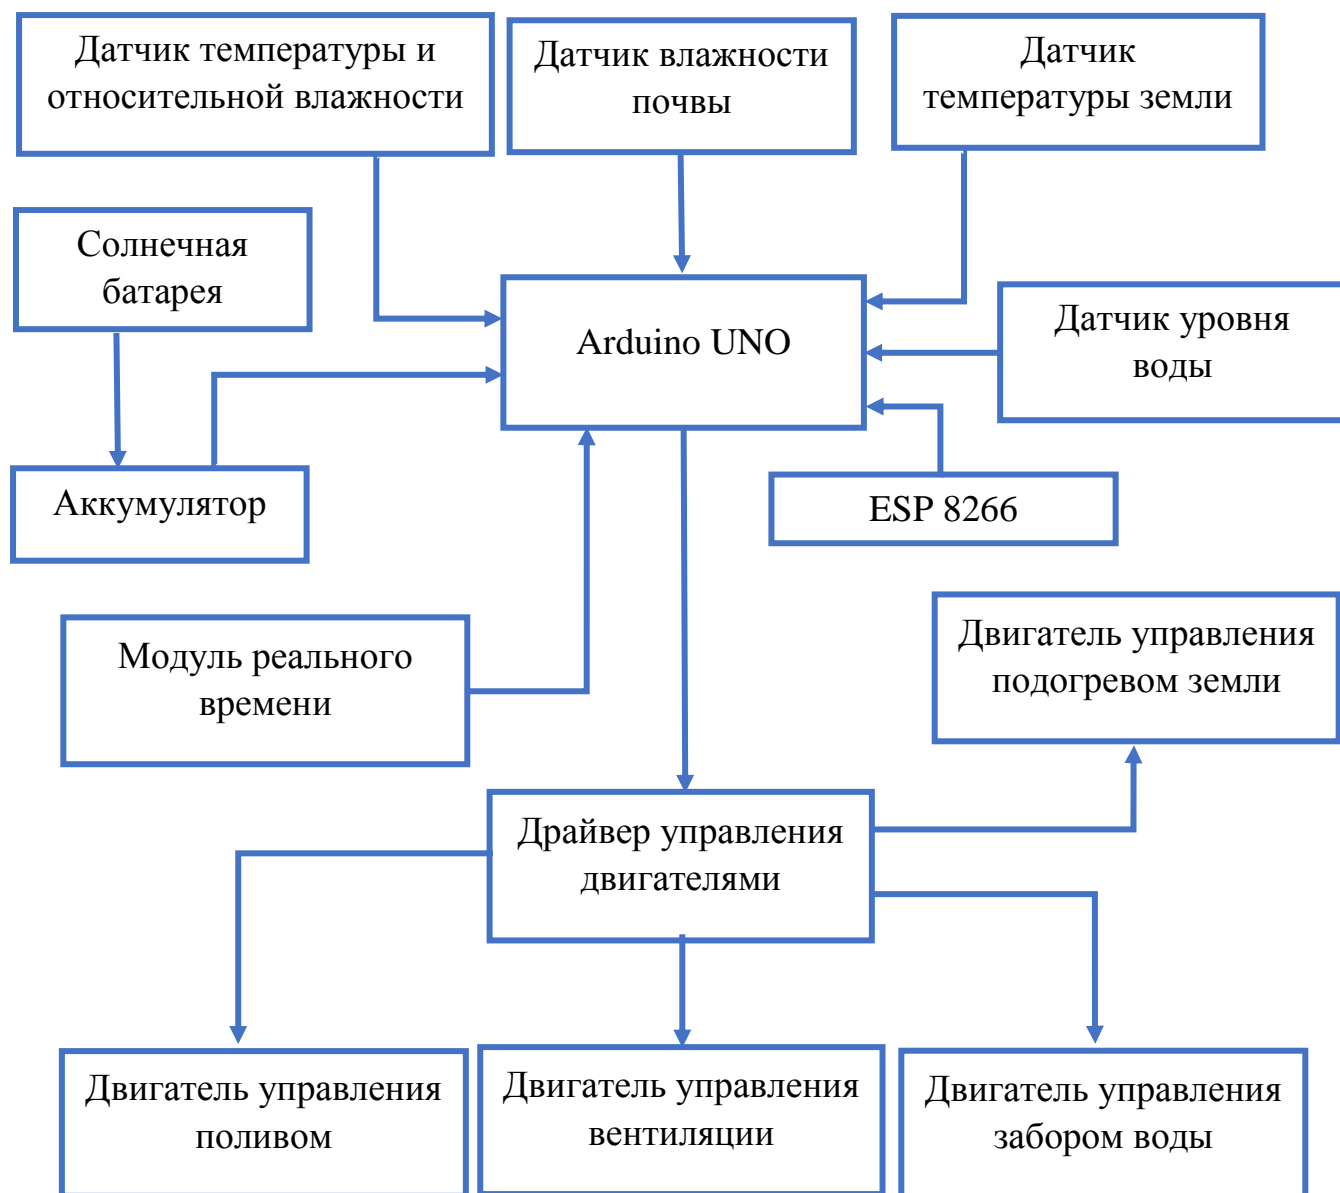 Датчик температуры и
относительной влажности
Датчик влажности
почвы
Датчик
температуры земли
Солнечная
батарея
Arduino UNO
Датчик уровня
воды
Аккумулятор
ESP 8266
Модуль реального
времени
Двигатель управления
подогревом земли
Драйвер управления
двигателями
Двигатель управления
поливом
Двигатель управления
вентиляции
Двигатель управления
забором воды